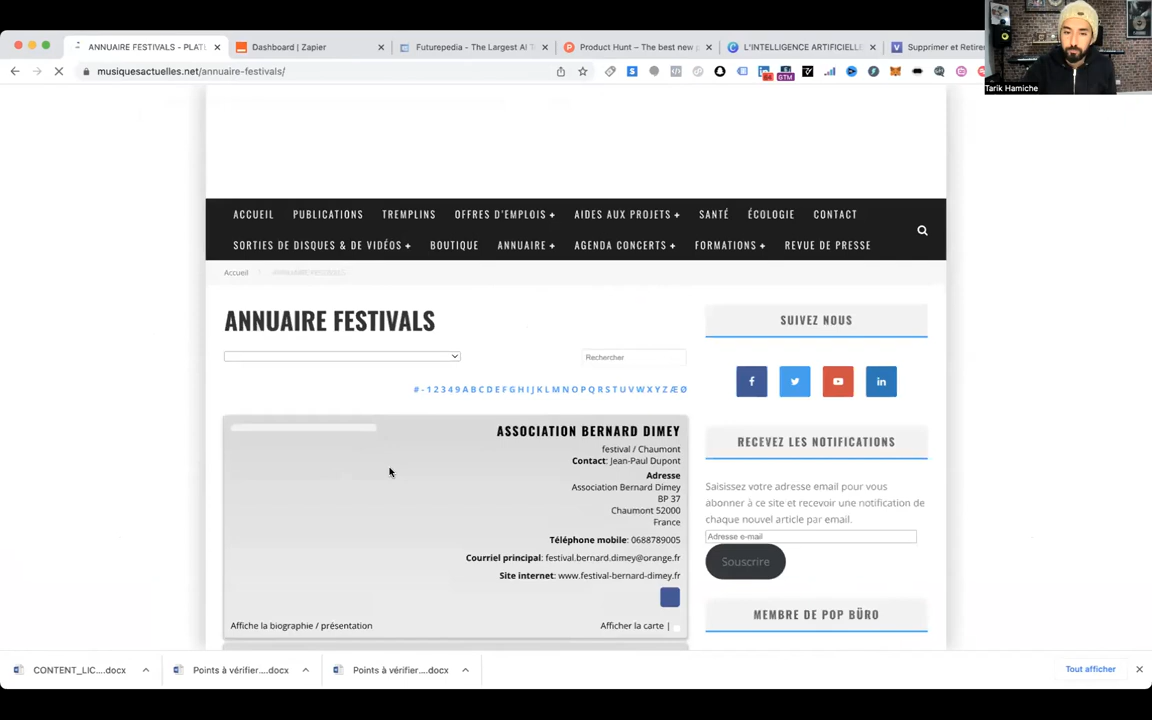 ANNUAIRE FESTIVALS - PLAT
Dashboard | Zapier
Futurepedia - The Largest AI T
Product Hunt – The best new p
L'INTELLIGENCE ARTIFICIELLE
Supprimer et Retirer
musiquesactuelles.net/annuaire-festivals/
Tarik Hamiche
ACCUEIL PUBLICATIONS TREMPLINS OFFRES D'EMPLOIS + AIDES AUX PROJETS + SANTÉ ÉCOLOGIE CONTACT
SORTIES DE DISQUES & DE VIDÉOS + BOUTIQUE ANNUAIRE + AGENDA CONCERTS + FORMATIONS + REVUE DE PRESSE
Accueil ANNUAIRE FESTIVALS
ANNUAIRE FESTIVALS
Rechercher
# - 1 2 3 4 9 A B C D E F G H I J K L M N O P Q R S T U V W X Y Z Æ Ø
ASSOCIATION BERNARD DIMEY
festival / Chaumont
Contact: Jean-Paul Dupont
Adresse
Association Bernard Dimey
BP 37
Chaumont 52000
France
Téléphone mobile: 0688789005
Courriel principal: festival.bernard.dimey@orange.fr
Site internet: www.festival-bernard-dimey.fr
Affiche la biographie / présentation
Afficher la carte |
SUIVEZ NOUS
RECEVEZ LES NOTIFICATIONS
Saisissez votre adresse email pour vous
abonner à ce site et recevoir une notification de
chaque nouvel article par email.
Adresse e-mail
Souscrire
MEMBRE DE POP BÜRO
CONTENT_LIC....docx
Points à vérifier....docx
Points à vérifier....docx
Tout afficher